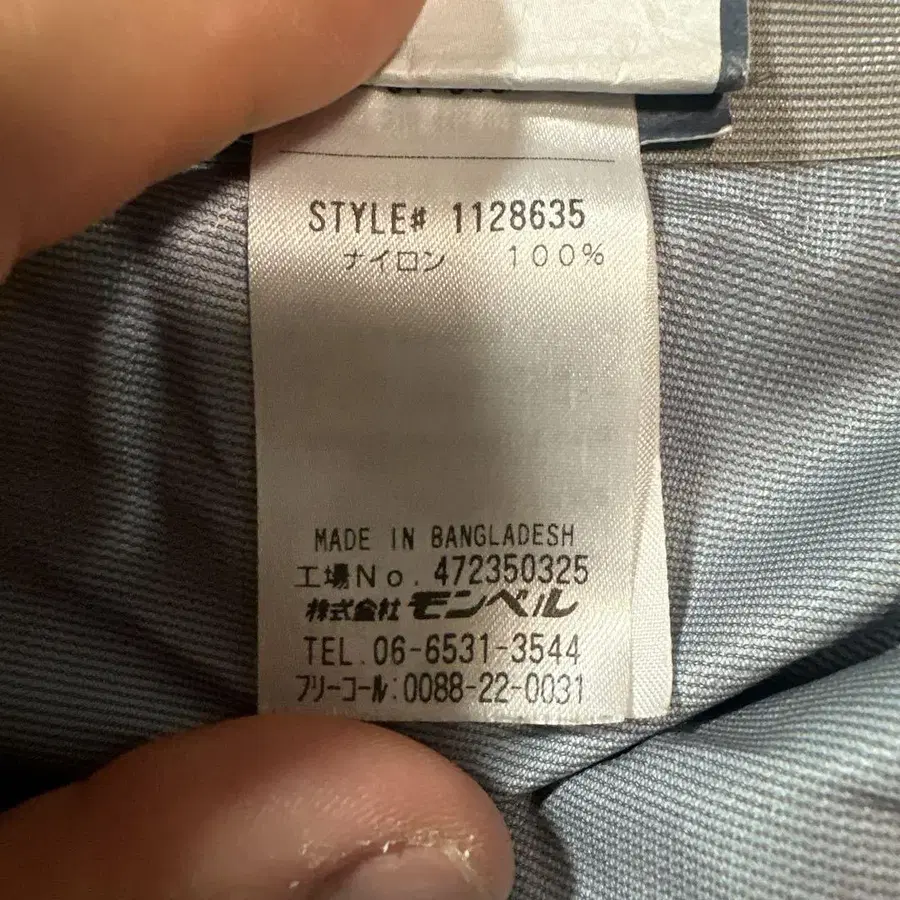 STYLE# 1128635
ナイロン 100%
MADE IN BANGLADESH
工場No. 472350325
株式会社 モンベル
TEL.06-6531-3544
フリーコール:0088-22-0031